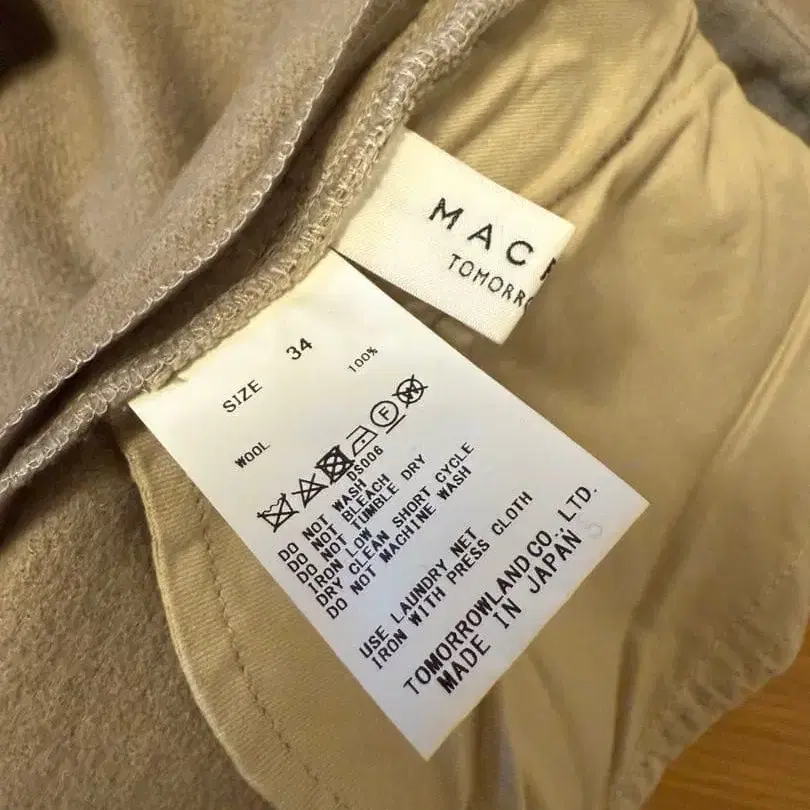 MAC
TOMORR
SIZE 34
WOOL 100%
F
W
DS006
DO NOT WASH
DO NOT BLEACH
DO NOT TUMBLE DRY
IRON LOW
DRY CLEAN SHORT CYCLE
DO NOT MACHINE WASH
USE LAUNDRY NET
IRON WITH PRESS CLOTH
TOMORROWLAND CO., LTD.
MADE IN JAPAN